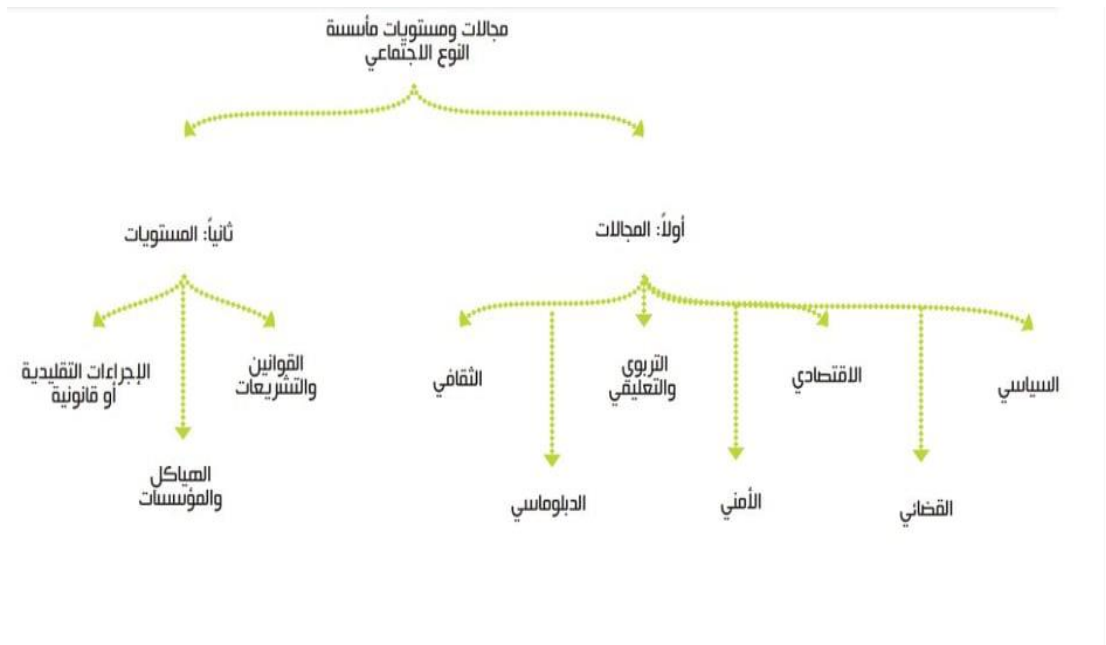 مجالات ومستويات مأسسة
النوع الاجتماعي
أولاً: المجالات
ثانياً: المستويات
السياسي
الاقتصادي
التربوي
والتعليقي
الثقافي
القضائي
الأمني
الدبلوماسي
القوانين
والتشريعات
الإجراءات التقليدية
أو قانونية
الهياكل
والمؤسسات